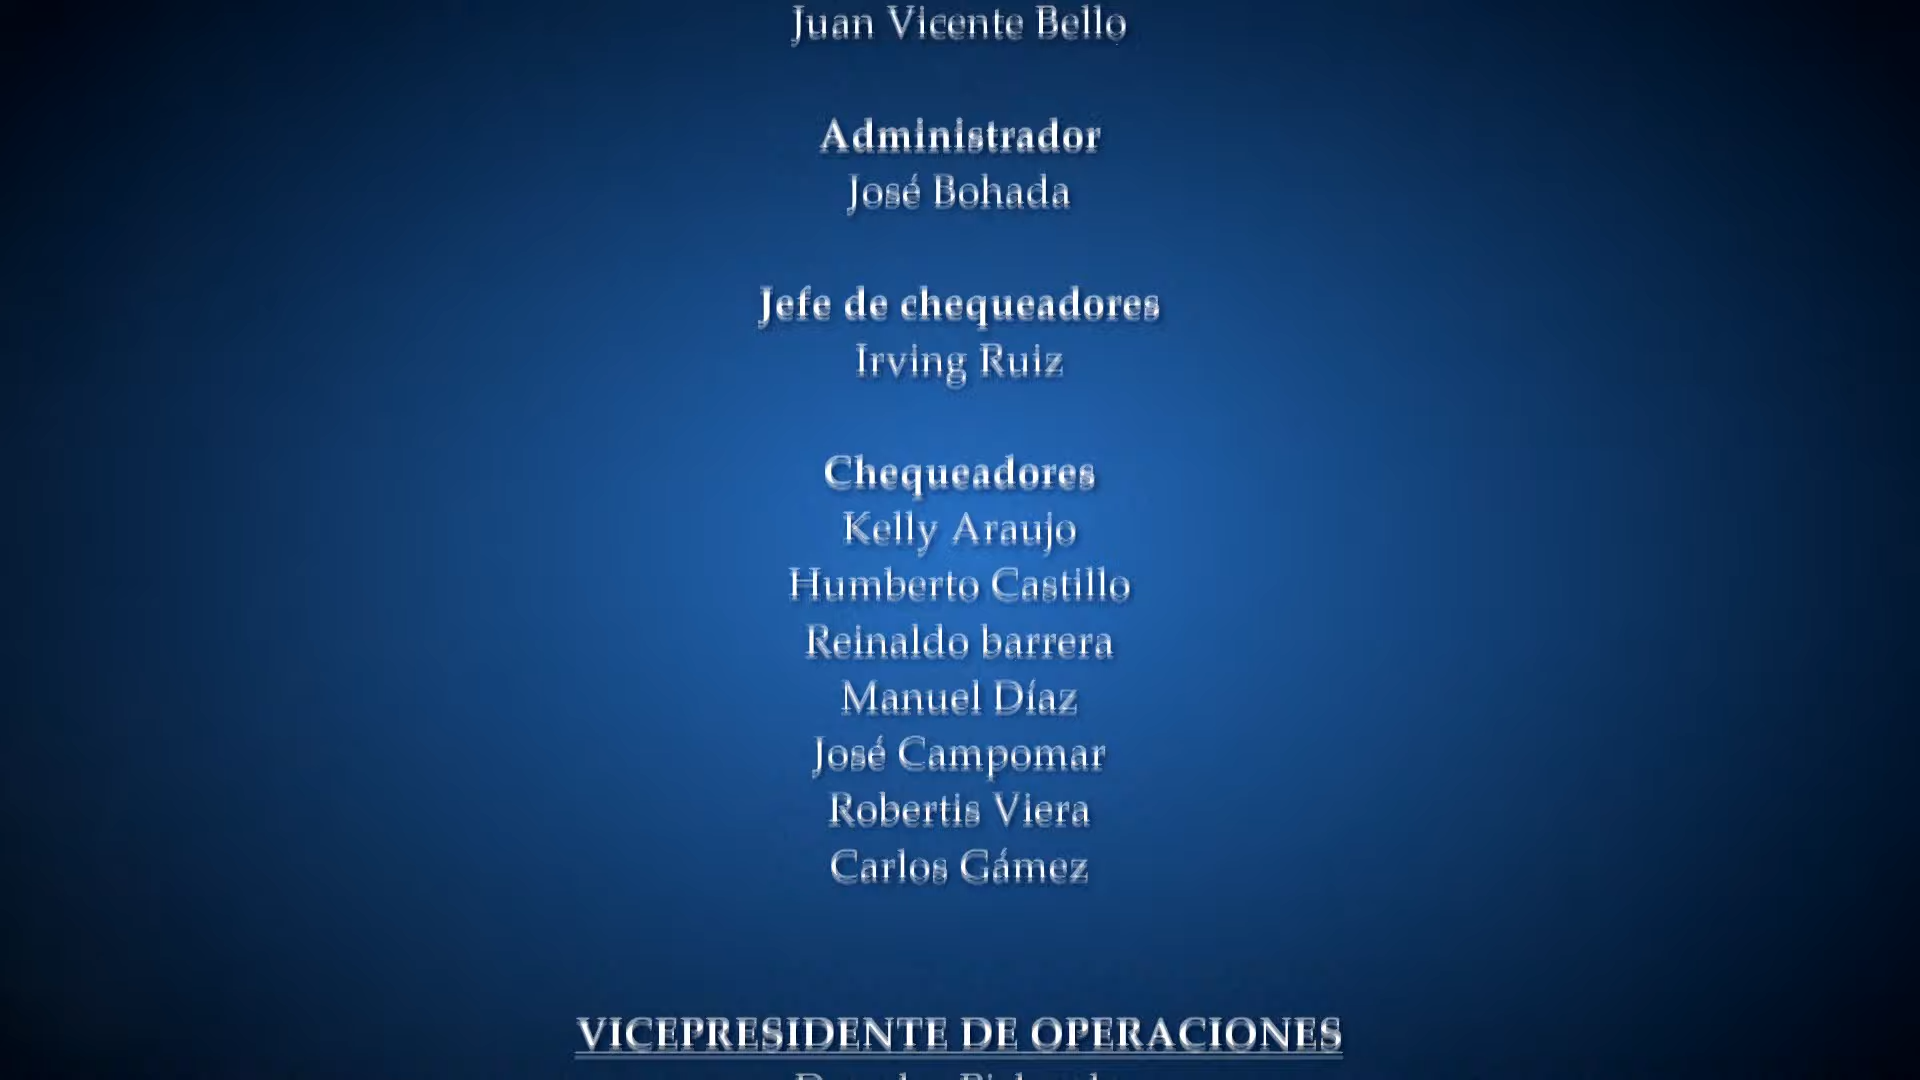 Juan Vicente Bello
Administrador
José Bohada
Jefe de chequeadores
Irving Ruiz
Chequeadores
Kelly Araujo
Humberto Castillo
Reinaldo barrera
Manuel Díaz
José Campomar
Robertis Viera
Carlos Gámez
VICEPRESIDENTE DE OPERACIONES